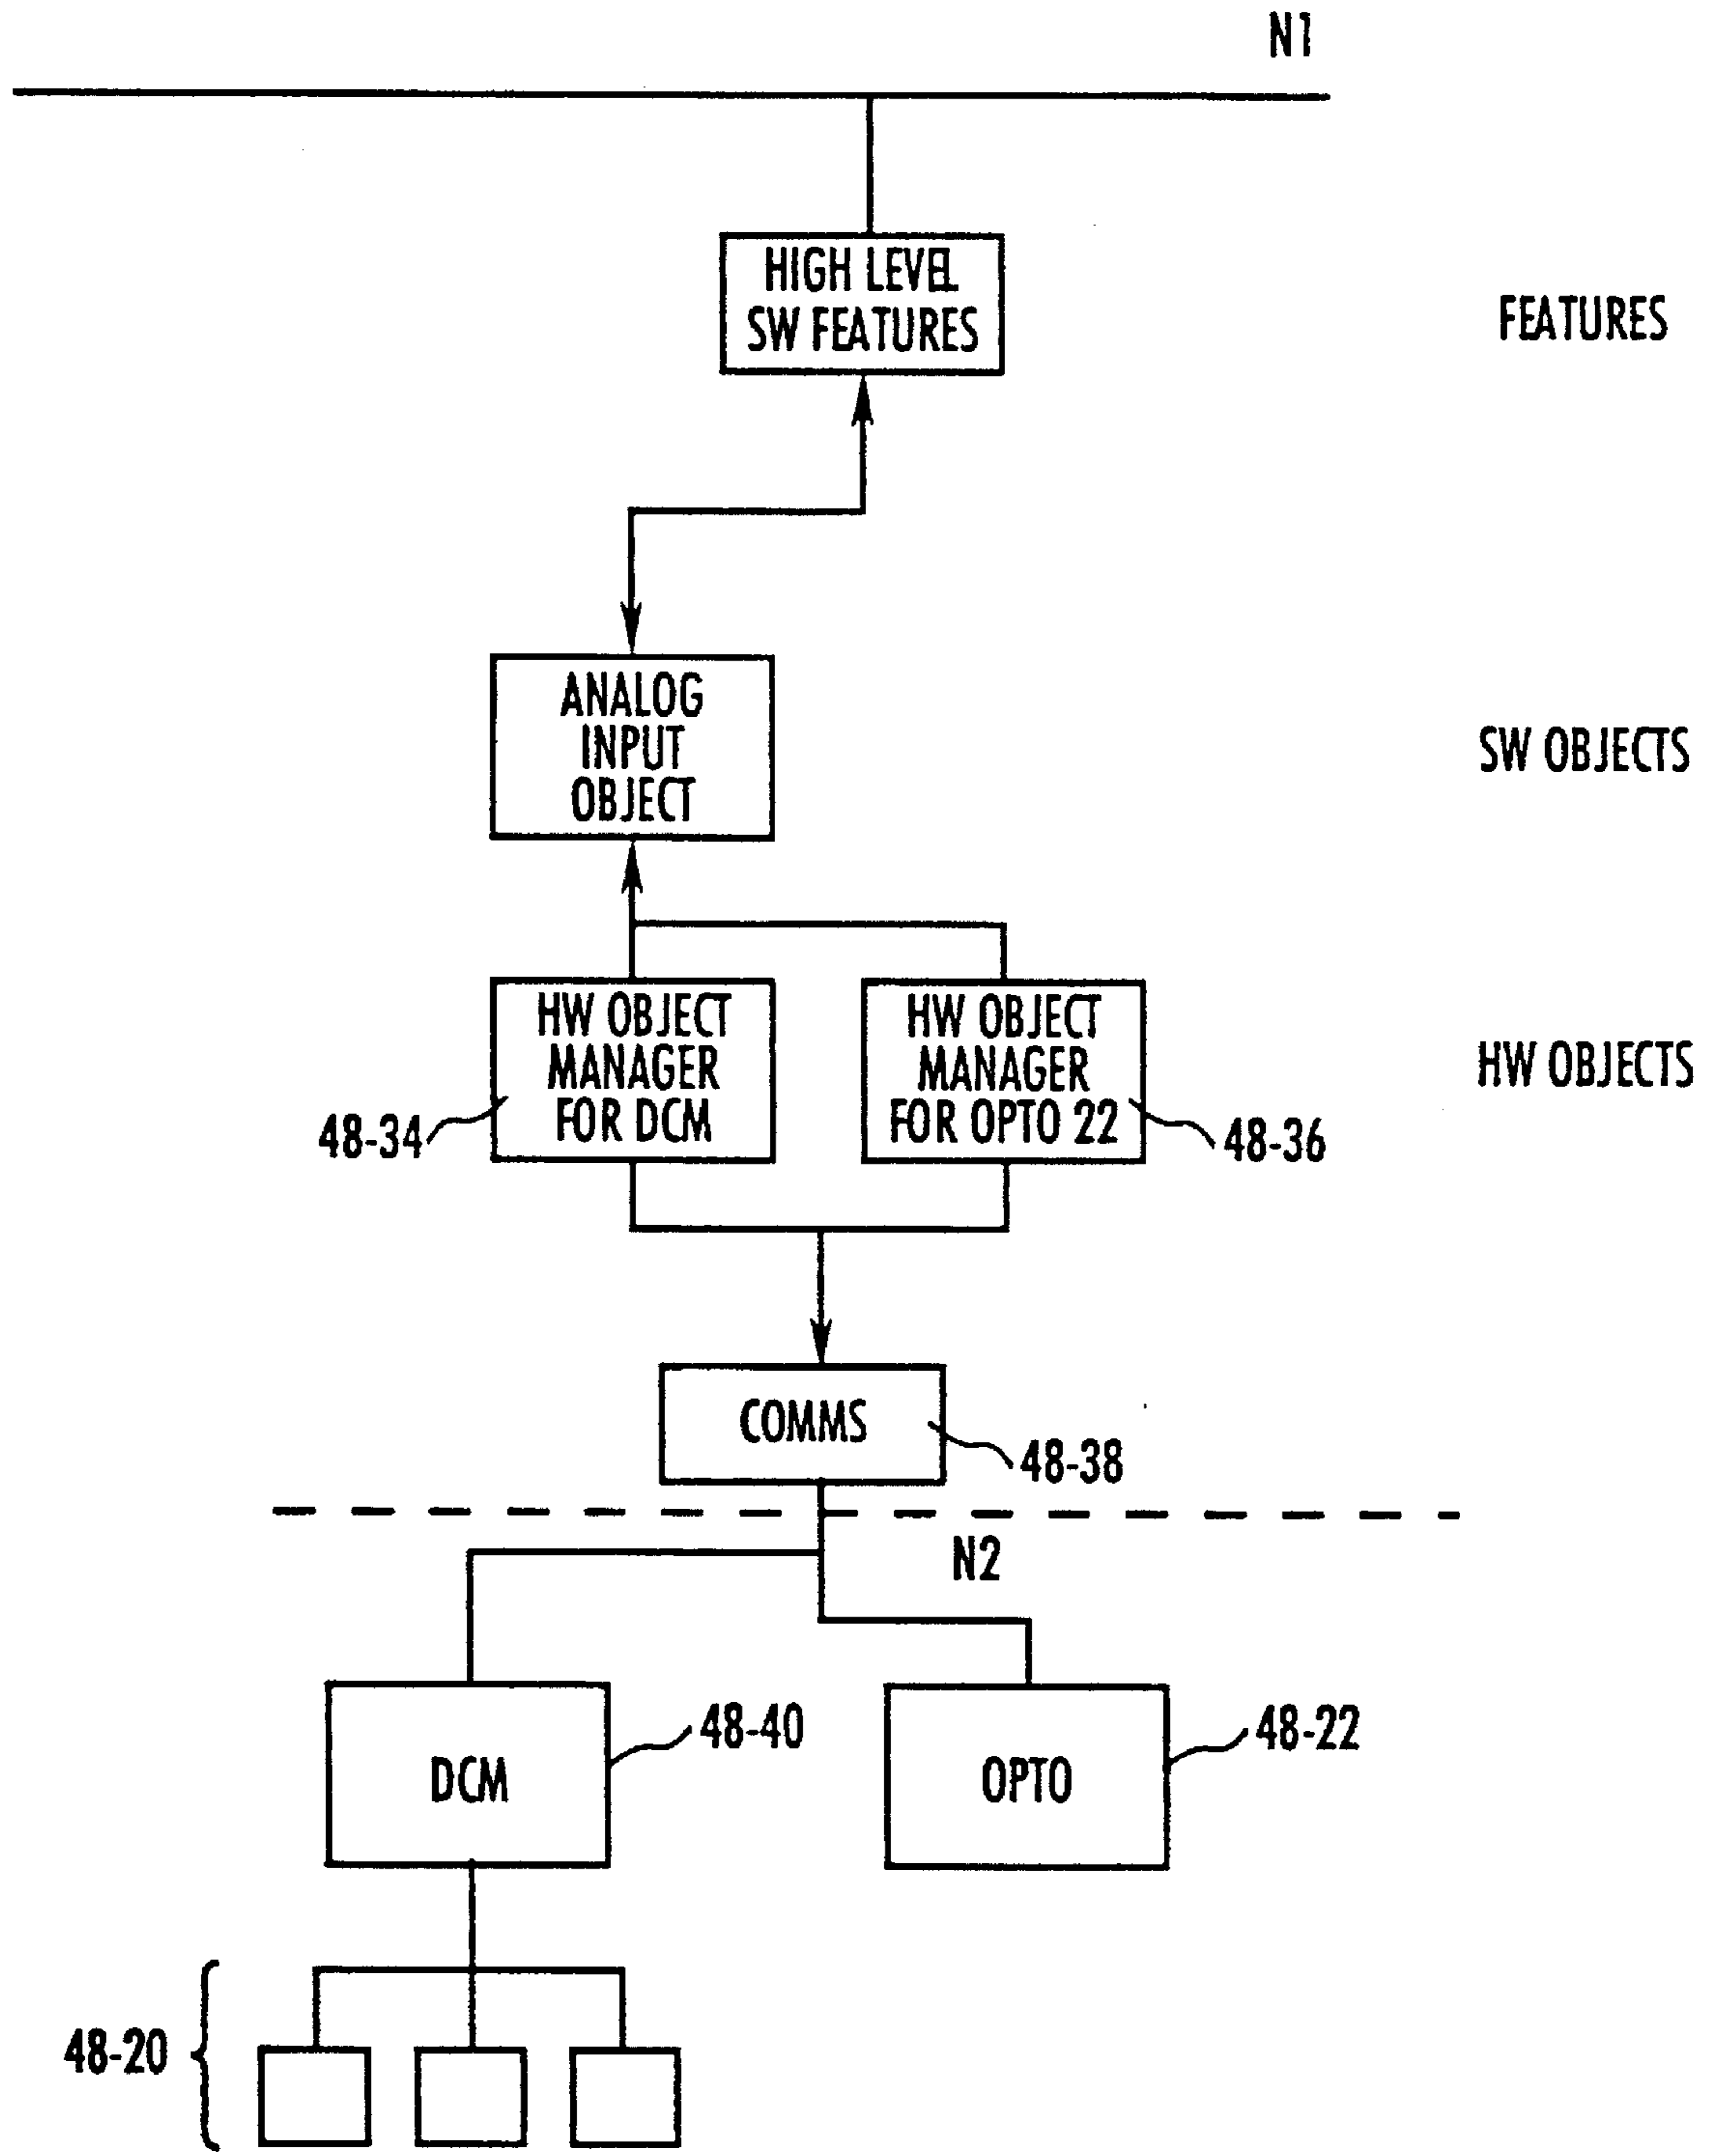 N1
HIGH LEVEL
SW FEATURES
FEATURES
ANALOG
INPUT
OBJECT
SW OBJECTS
HW OBJECT
MANAGER
FOR DCM
48-34
HW OBJECT
MANAGER
FOR OPTO 22
48-36
HW OBJECTS
COMMS
48-38
N2
DCM
48-40
OPTO
48-22
48-20